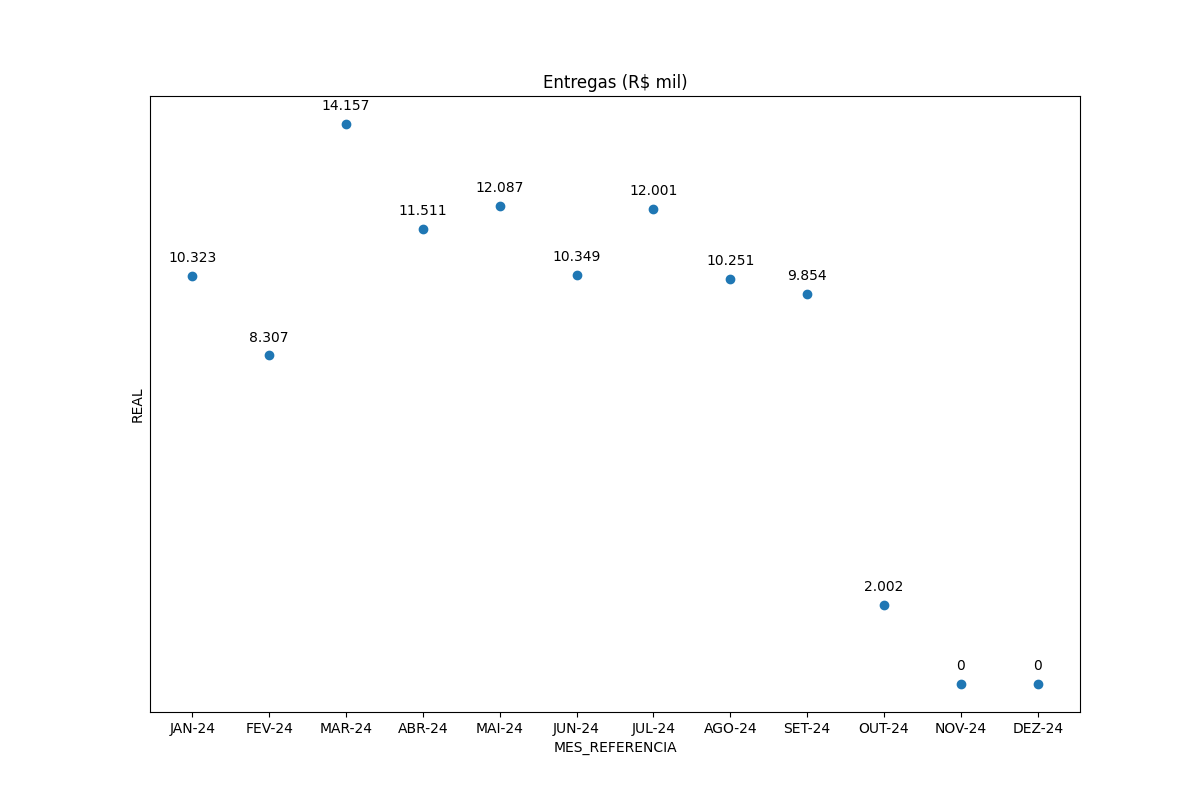 Entregas (R$ mil)
14.157
12.087
12.001
11.511
10.323
10.349
10.251
9.854
8.307
REAL
2.002
0 0
JAN-24 FEV-24 MAR-24 ABR-24 MAI-24 JUN-24 JUL-24 AGO-24 SET-24 OUT-24 NOV-24 DEZ-24
MES_REFERENCIA